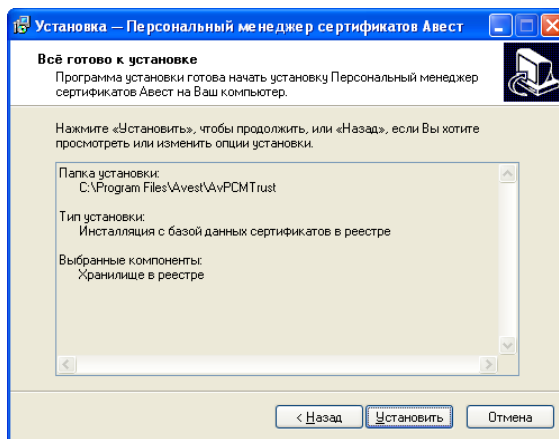 Установка — Персональный менеджер сертификатов Авест
Всё готово к установке
Программа установки готова начать установку Персональный менеджер
сертификатов Авест на Ваш компьютер.
Нажмите «Установить», чтобы продолжить, или «Назад», если Вы хотите
просмотреть или изменить опции установки.
Папка установки:
C:\Program Files\Avest\AvPCMTrust
Тип установки:
Инсталляция с базой данных сертификатов в реестре
Выбранные компоненты:
Хранилище в реестре
< Назад
Установить
Отмена